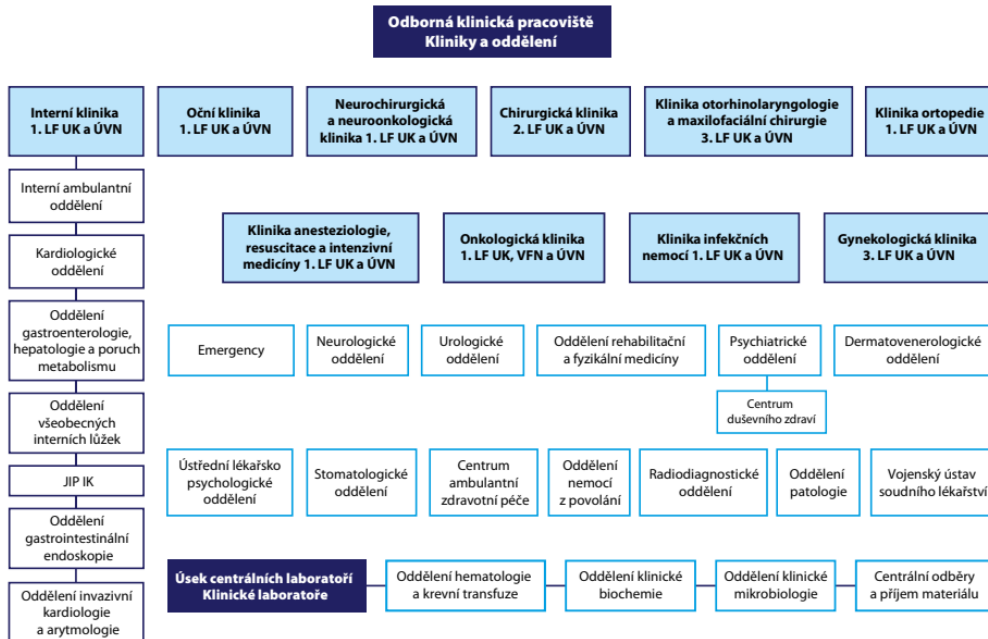 Odborná klinická pracoviště
Kliniky a oddělení
Interní klinika
1. LF UK a ÚVN
Oční klinika
1. LF UK a ÚVN
Neurochirurgická
a neuroonkologická
klinika 1. LF UK a ÚVN
Chirurgická klinika
2. LF UK a ÚVN
Klinika otorhinolaryngologie
a maxilofaciální chirurgie
3. LF UK a ÚVN
Klinika ortopedie
1. LF UK a ÚVN
Interní ambulantní
oddělení
Kardiologické
oddělení
Oddělení
gastroenterologie,
hepatologie a poruch
metabolismu
Oddělení
všeobecných
interních lůžek
JIP IK
Oddělení
gastrointestinální
endoskopie
Oddělení invazivní
kardiologie
a arytmologie
Klinika anesteziologie,
resuscitace a intenzivní
medicíny 1. LF UK a ÚVN
Onkologická klinika
1. LF UK, VFN a ÚVN
Klinika infekčních
nemocí 1. LF UK a ÚVN
Gynekologická klinika
3. LF UK a ÚVN
Emergency
Neurologické
oddělení
Urologické
oddělení
Oddělení rehabilitační
a fyzikální medicíny
Psychiatrické
oddělení
Dermatovenerologické
oddělení
Centrum
duševního zdraví
Ústřední lékařsko
psychologické
oddělení
Stomatologické
oddělení
Centrum
ambulantní
zdravotní péče
Oddělení
nemocí
z povolání
Radiodiagnostické
oddělení
Oddělení
patologie
Vojenský ústav
soudního lékařství
Úsek centrálních laboratoří
Klinické laboratoře
Oddělení hematologie
a krevní transfuze
Oddělení klinické
biochemie
Oddělení klinické
mikrobiologie
Centrální odběry
a příjem materiálu